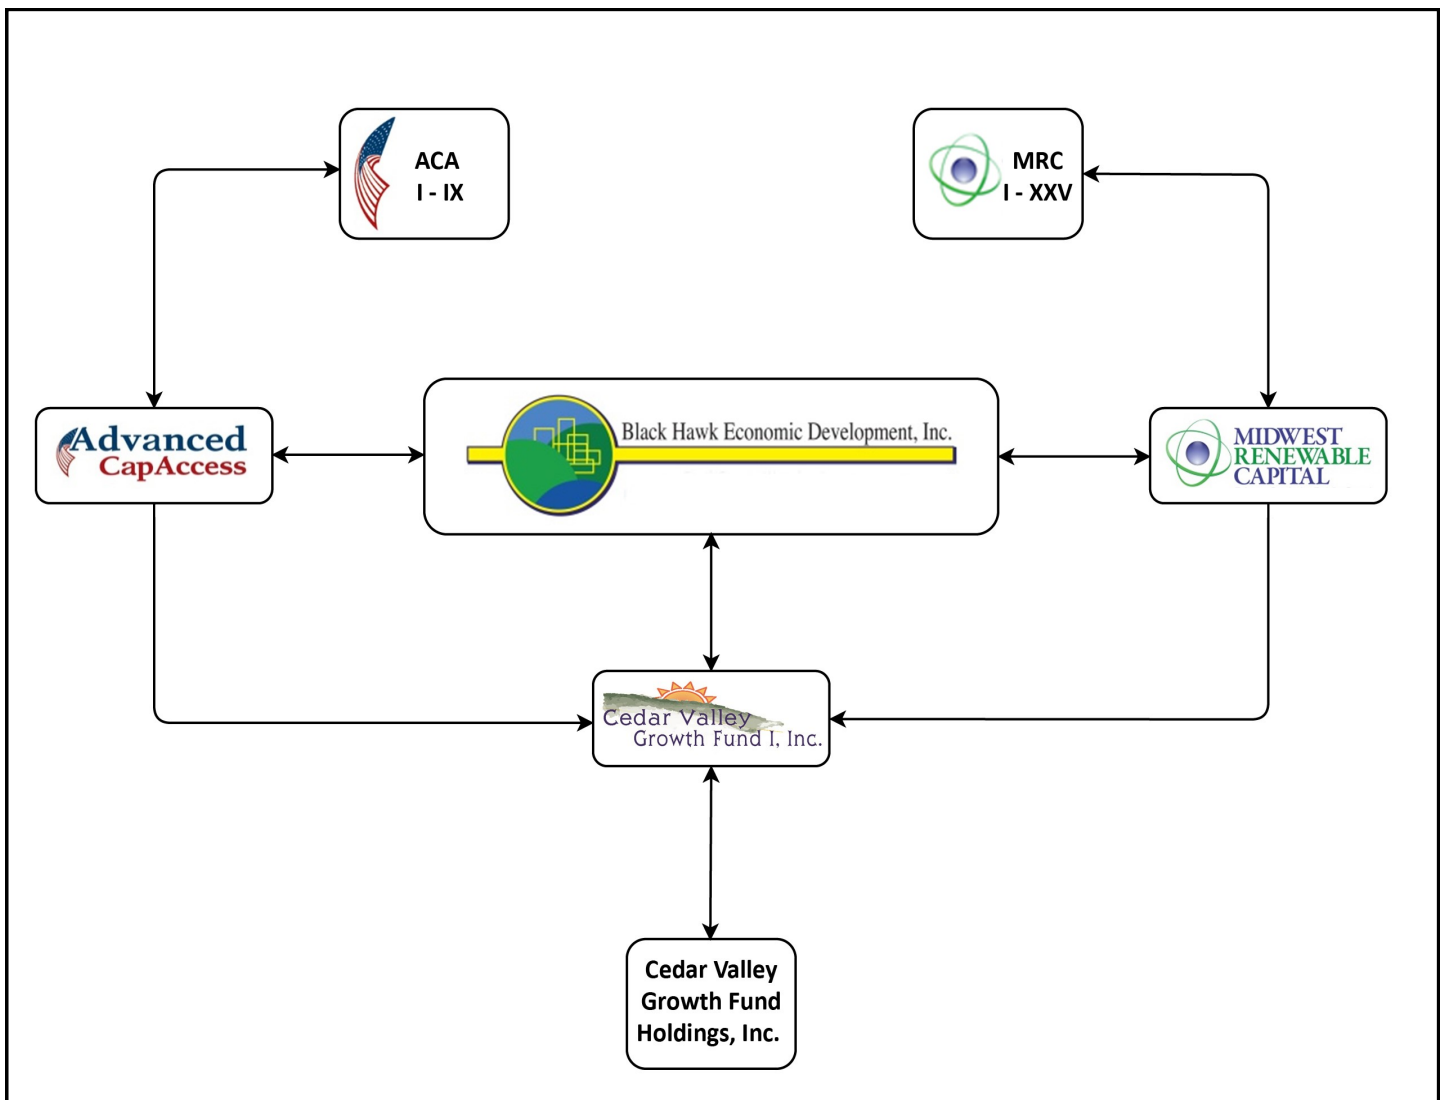 ACA
I - IX
MRC
I - XXV
Advanced
CapAccess
Black Hawk Economic Development, Inc.
MIDWEST
RENEWABLE
CAPITAL
Cedar Valley
Growth Fund I, Inc.
Cedar Valley
Growth Fund
Holdings, Inc.